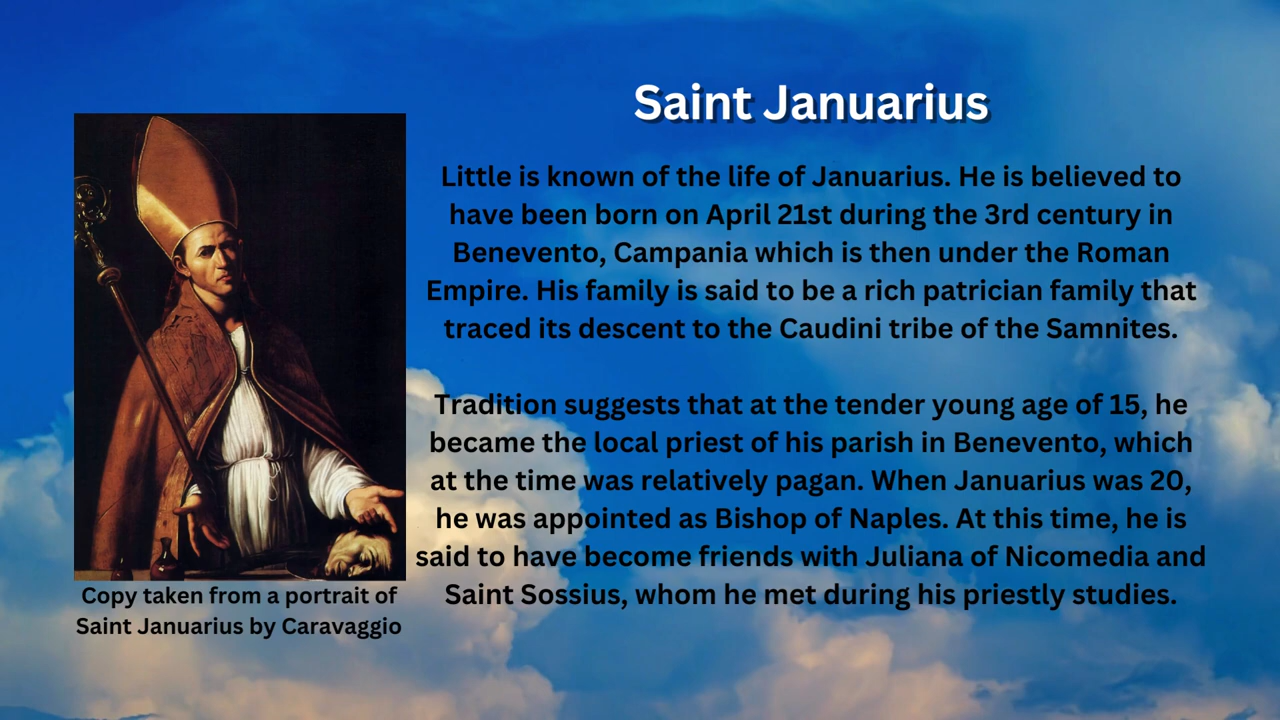 Saint Januarius
Little is known of the life of Januarius. He is believed to
have been born on April 21st during the 3rd century in
Benevento, Campania which is then under the Roman
Empire. His family is said to be a rich patrician family that
traced its descent to the Caudini tribe of the Samnites.
Tradition suggests that at the tender young age of 15, he
became the local priest of his parish in Benevento, which
at the time was relatively pagan. When Januarius was 20,
he was appointed as Bishop of Naples. At this time, he is
said to have become friends with Juliana of Nicomedia and
Saint Sossius, whom he met during his priestly studies.
Copy taken from a portrait of
Saint Januarius by Caravaggio